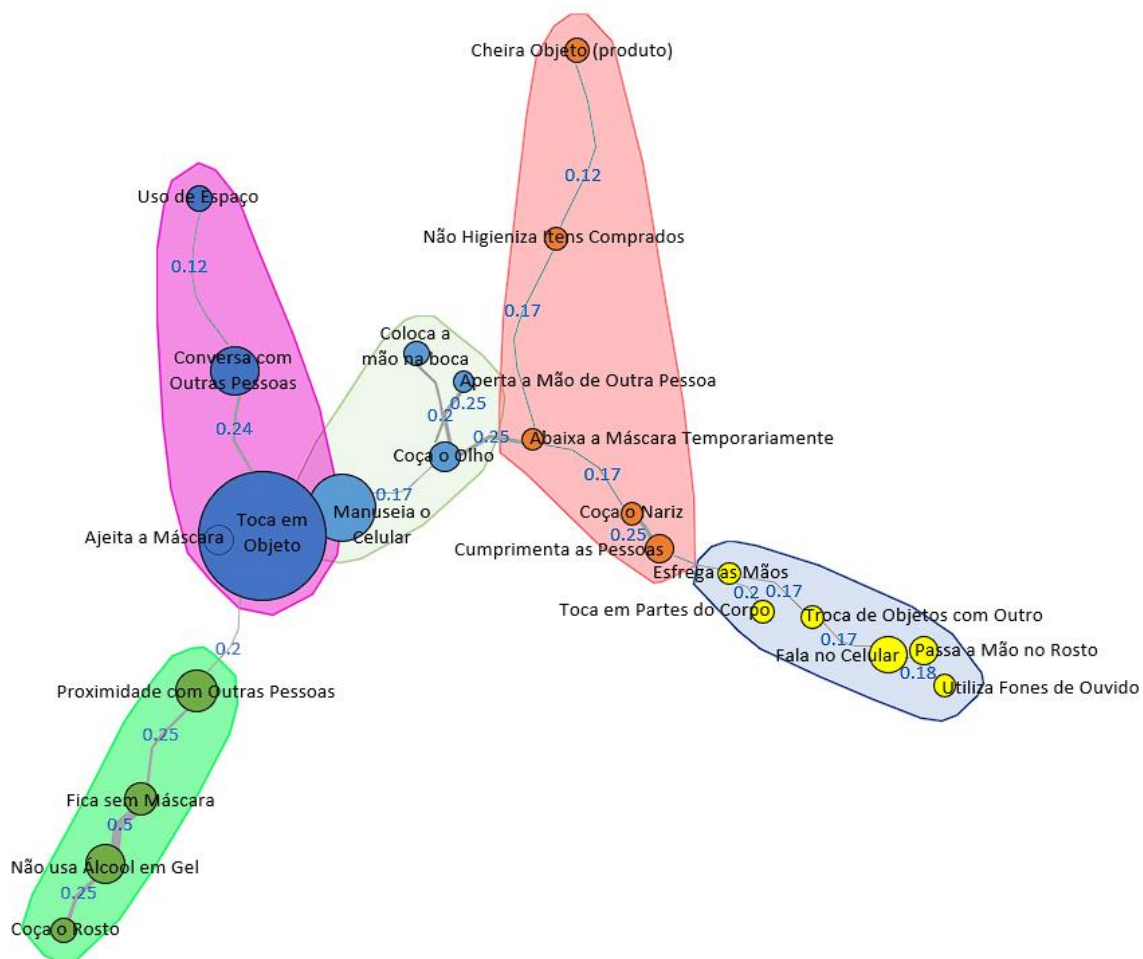 Cheira Objeto (produto)
0.12
Uso de Espaço
Não Higieniza Itens Comprados
0.12
0.17
Coloca a
mão na boca
Conversa com
Outras Pessoas
Aperta a Mão de Outra Pessoa
0.25
0.2
0.24
0.25
Abaixa a Máscara Temporariamente
Coça o Olho
0.17
0.17
Manuseia o
Celular
Toca em
Objeto
Ajeita a Máscara
Coça o Nariz
0.25
Cumprimenta as Pessoas
Esfrega as Mãos
0.2
0.17
Toca em Partes do Corpo
Troca de Objetos com Outro
0.17
Fala no Celular
Passa a Mão no Rosto
0.18
Utiliza Fones de Ouvido
0.2
Proximidade com Outras Pessoas
0.25
Fica sem Máscara
0.5
Não usa Álcool em Gel
0.25
Coça o Rosto